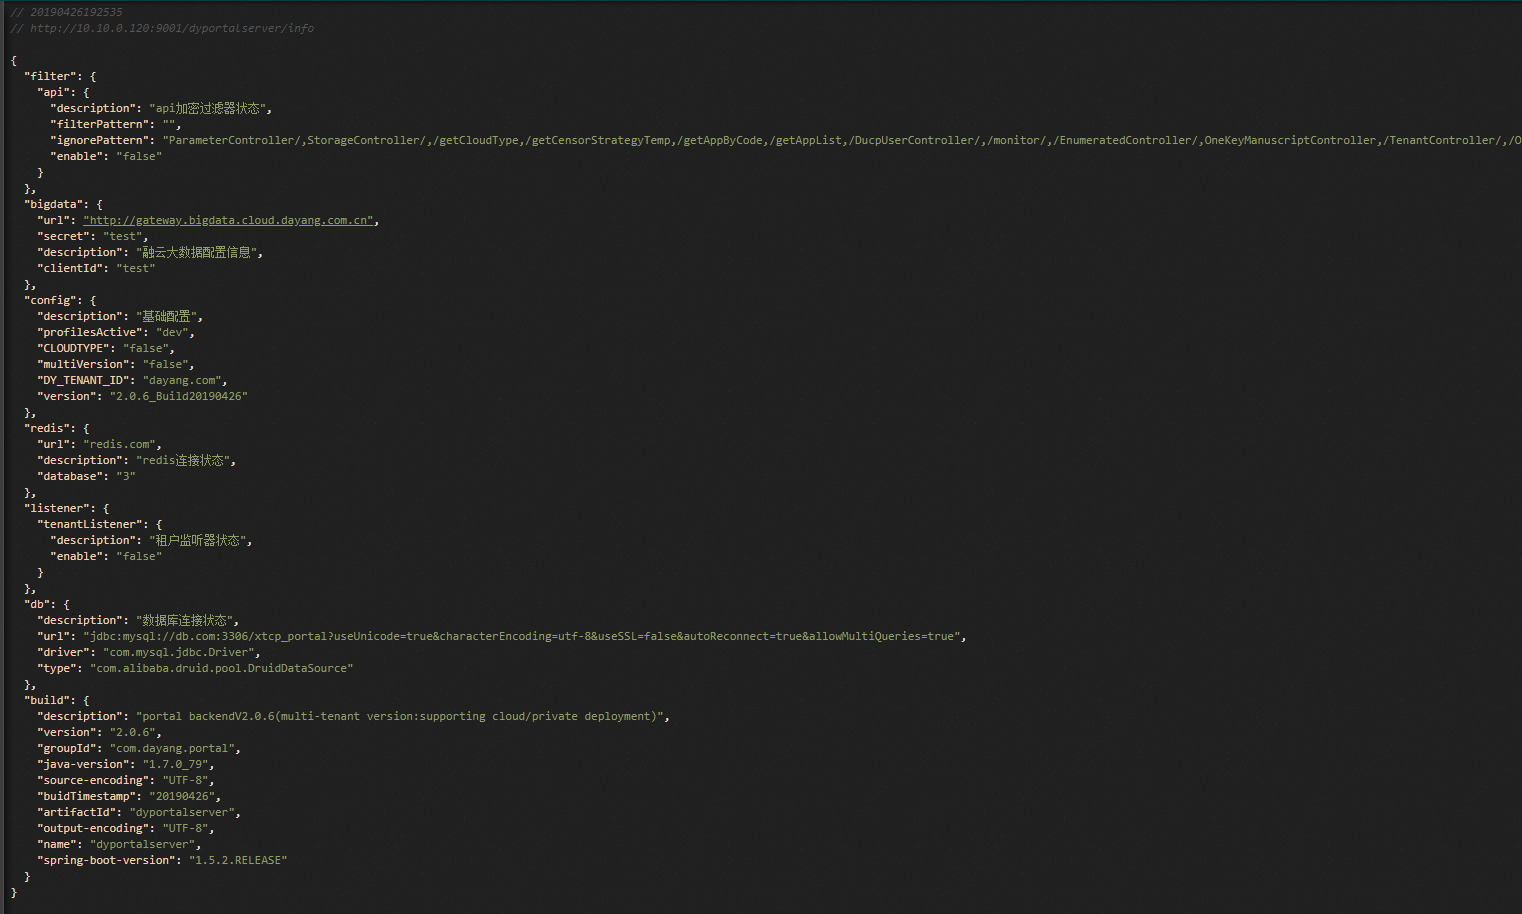 // 20190426192535
// http://10.10.0.120:9001/dyportalserver/info
{
"filter": {
"api": {
"description": "api加密过滤器状态",
"filterPattern": "",
"ignorePattern": "ParameterController/,StorageController/,/getCloudType,/getCensorStrategyTemp,/getAppByCode,/getAppList,/DucpUserController/,/monitor/,/EnumeratedController/,OneKeyManuscriptController,/TenantController/,/O
"enable": "false"
}
},
"bigdata": {
"url": "http://gateway.bigdata.cloud.dayang.com.cn",
"secret": "test",
"description": "融云大数据配置信息",
"clientId": "test"
},
"config": {
"description": "基础配置",
"profilesActive": "dev",
"CLOUDTYPE": "false",
"multiVersion": "false",
"DY_TENANT_ID": "dayang.com",
"version": "2.0.6_Build20190426"
},
"redis": {
"url": "redis.com",
"description": "redis连接状态",
"database": "3"
},
"listener": {
"tenantListener": {
"description": "租户监听器状态",
"enable": "false"
}
},
"db": {
"description": "数据库连接状态",
"url": "jdbc:mysql://db.com:3306/xtcp_portal?useUnicode=true&characterEncoding=utf-8&useSSL=false&autoReconnect=true&allowMultiQueries=true",
"driver": "com.mysql.jdbc.Driver",
"type": "com.alibaba.druid.pool.DruidDataSource"
},
"build": {
"description": "portal backendV2.0.6(multi-tenant version:supporting cloud/private deployment)",
"version": "2.0.6",
"groupId": "com.dayang.portal",
"java-version": "1.7.0_79",
"source-encoding": "UTF-8",
"buidTimestamp": "20190426",
"artifactId": "dyportalserver",
"output-encoding": "UTF-8",
"name": "dyportalserver",
"spring-boot-version": "1.5.2.RELEASE"
}
}